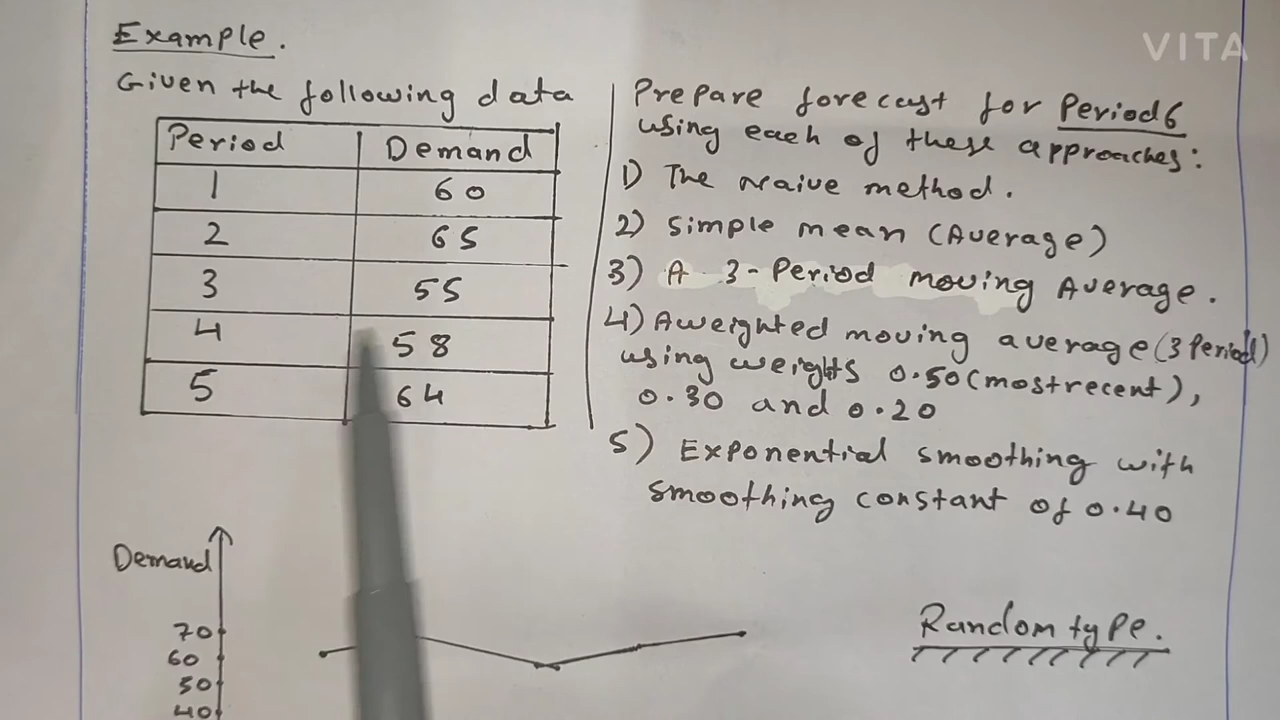 Example.
Given the following data
Period Demand
1 60
2 65
3 55
4 58
5 64
Prepare forecast for Period 6
using each of these approaches:
1) The naive method.
2) Simple mean (Average)
3) A 3-Period moving Average.
4) A weighted moving average (3 Period)
using weights 0.50 (most recent),
0.30 and 0.20
5) Exponential smoothing with
smoothing constant of 0.40
Demand
70
60
50
40
Random type.
VITA